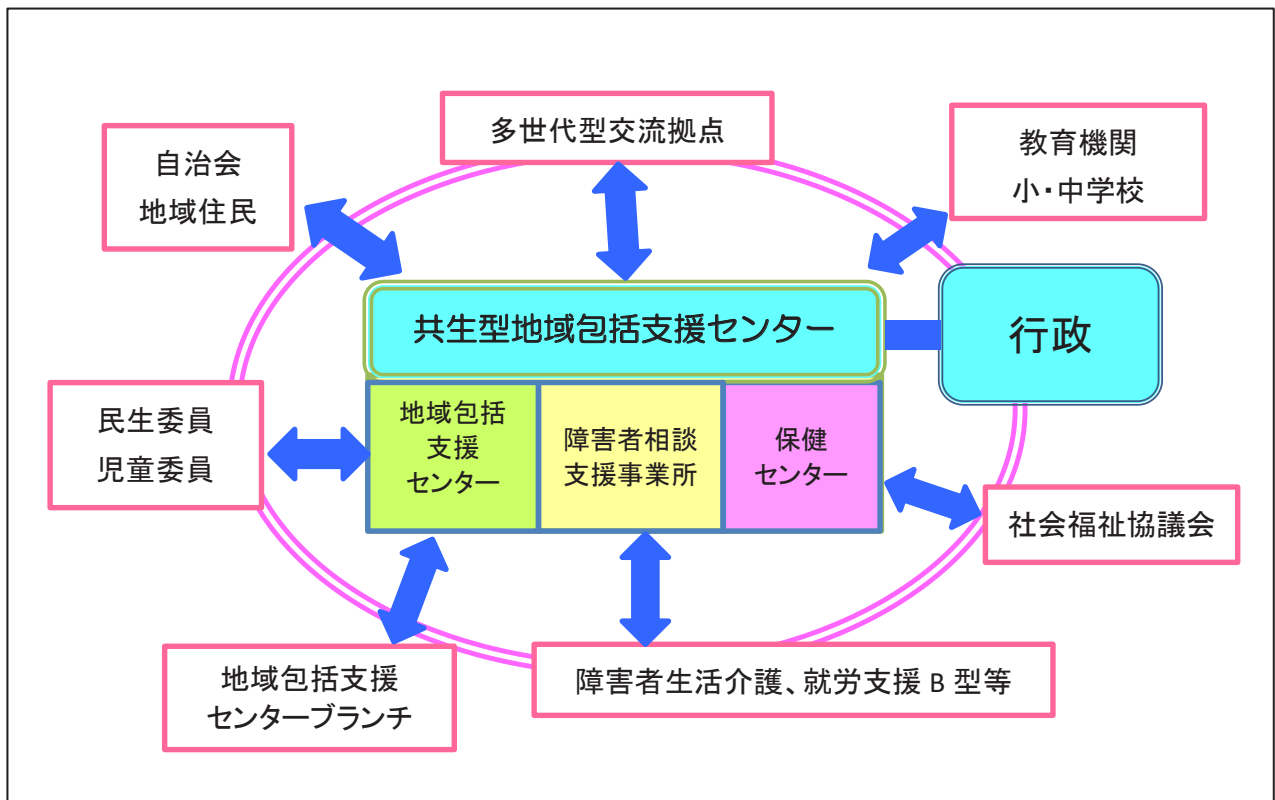 多世代型交流拠点
自治会
地域住民
教育機関
小・中学校
共生型地域包括支援センター
行政
民生委員
児童委員
地域包括
支援
センター
障害者相談
支援事業所
保健
センター
社会福祉協議会
地域包括支援
センターブランチ
障害者生活介護、就労支援 B 型等